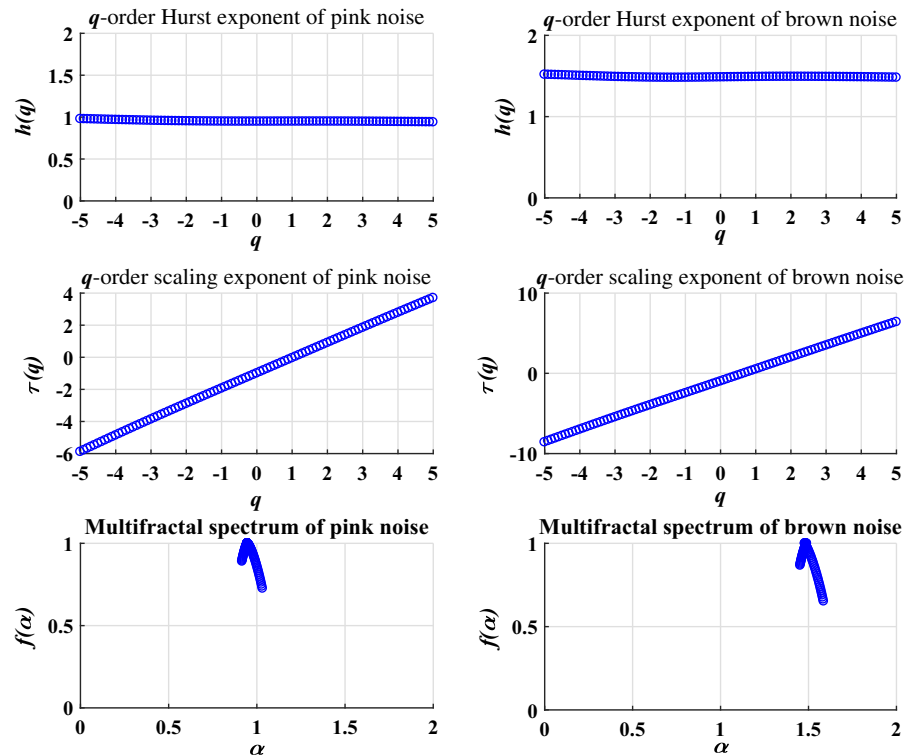 q-order Hurst exponent of pink noise
2
1.5
1
0.5
0
h(q)
-5 -4 -3 -2 -1 0 1 2 3 4 5
q
q-order Hurst exponent of brown noise
2
1
0
h(q)
-5 -4 -3 -2 -1 0 1 2 3 4 5
q
q-order scaling exponent of pink noise
4
2
0
-2
-4
-6
τ(q)
-5 -4 -3 -2 -1 0 1 2 3 4 5
q
q-order scaling exponent of brown noise
10
0
-10
τ(q)
-5 -4 -3 -2 -1 0 1 2 3 4 5
q
Multifractal spectrum of pink noise
1
0.5
0
f(α)
0 0.5 1 1.5 2
α
Multifractal spectrum of brown noise
1
0.5
0
f(α)
0 0.5 1 1.5 2
α